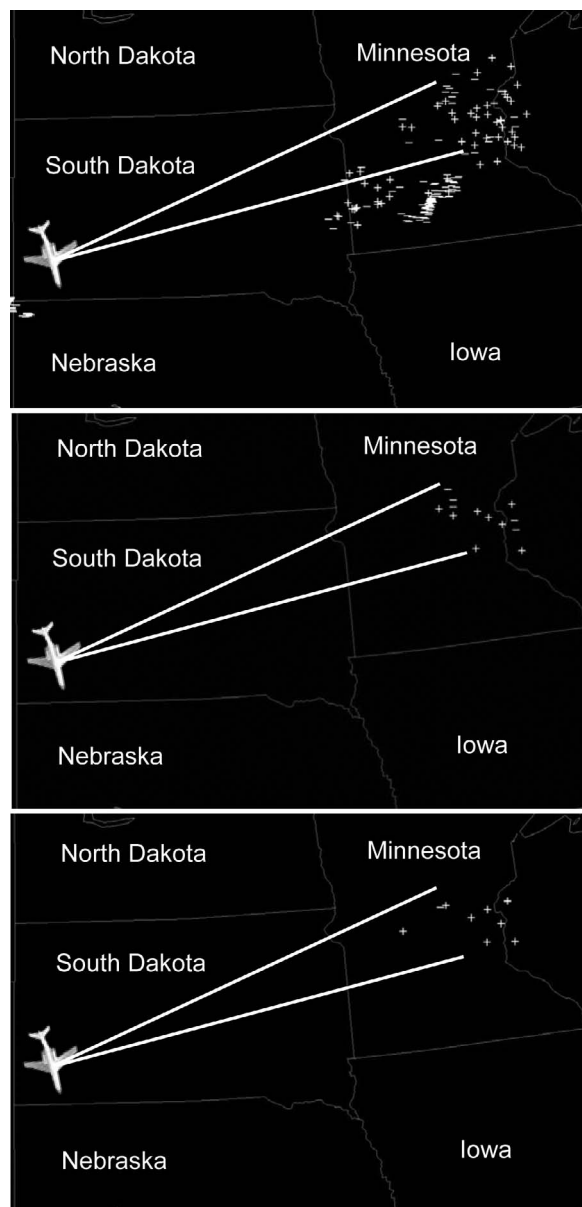 North Dakota
Minnesota
South Dakota
Nebraska
Iowa
North Dakota
Minnesota
South Dakota
Nebraska
Iowa
North Dakota
Minnesota
South Dakota
Nebraska
Iowa